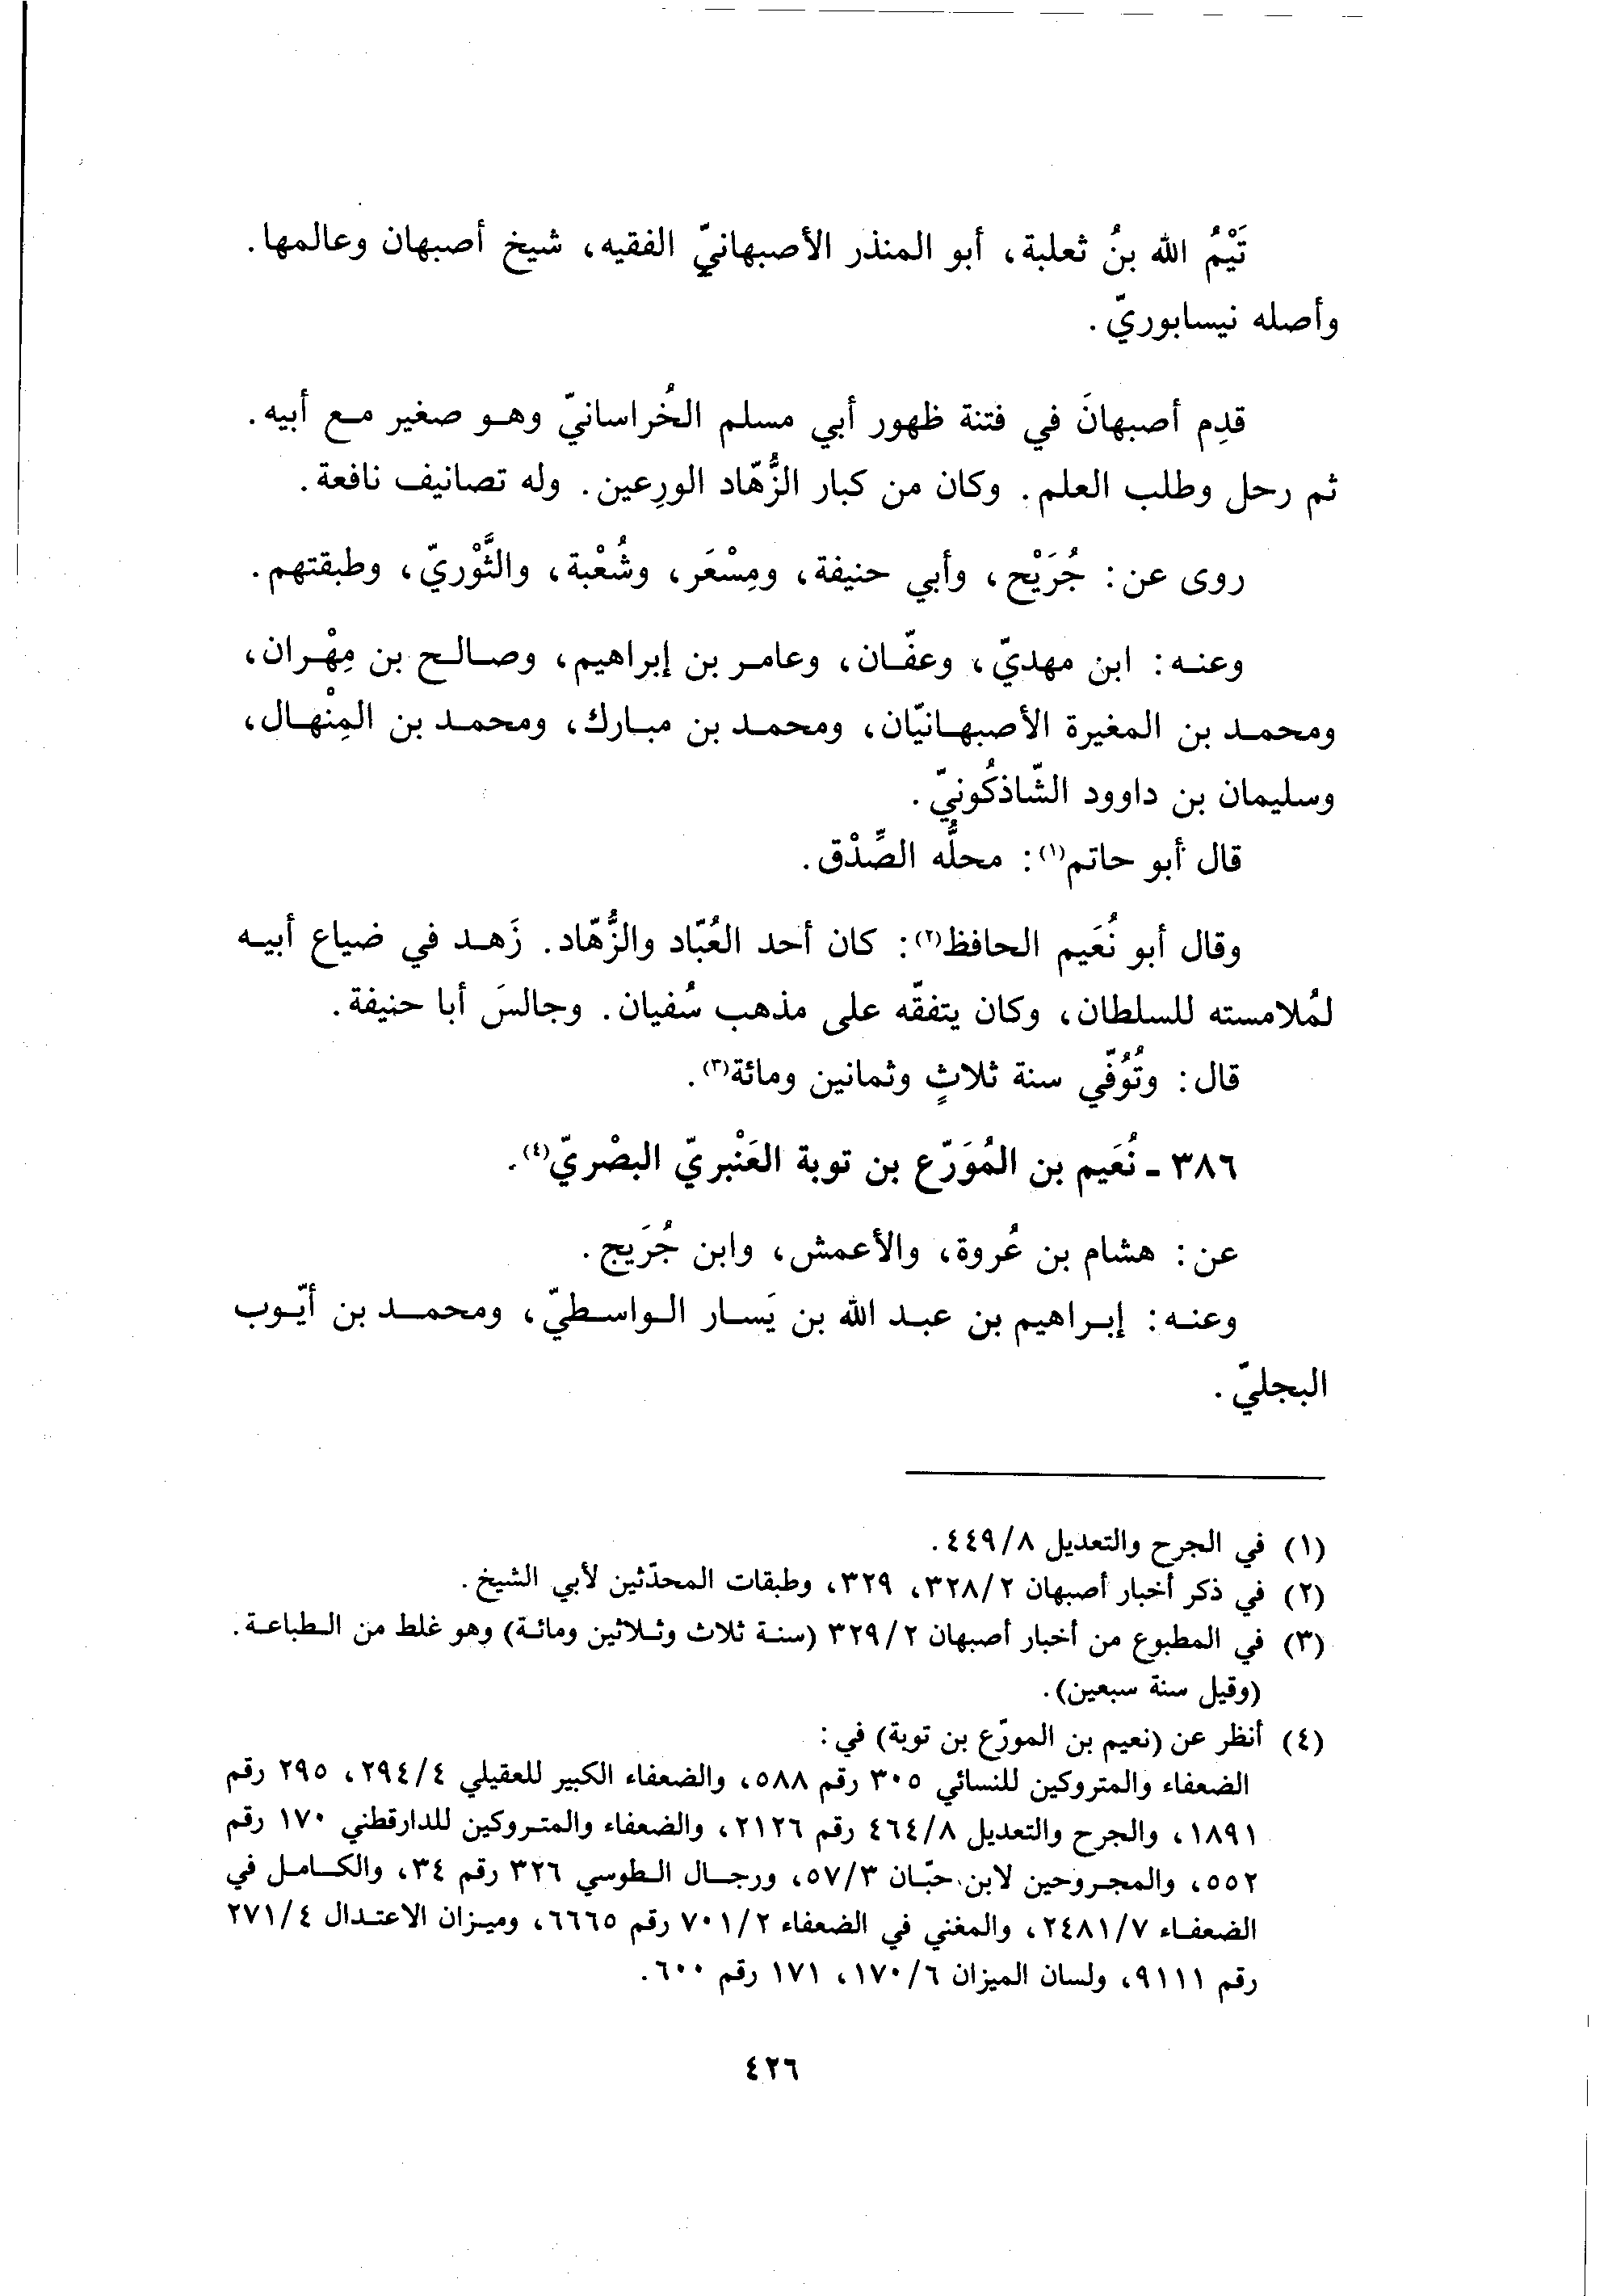 تَيْمُ الله بنُ ثعلبة، أبو المنذر الأصبهانيّ الفقيه، شيخ أصبهان وعالمها.
وأصله نيسابوريّ.
قدِم أصبهانَ في فتنة ظهور أبي مسلم الخُراسانيّ وهو صغير مع أبيه.
ثم رحل وطلب العلم. وكان من كبار الزُّهّاد الورِعين. وله تصانيف نافعة.
روى عن: جُرَيْح، وأبي حنيفة، ومِسْعَر، وشُعْبة، والثَّوْريّ، وطبقتهم.
وعنه: ابن مهديّ، وعفّان، وعامر بن إبراهيم، وصالح بن مِهْران،
ومحمد بن المغيرة الأصبهانيّان، ومحمد بن مبارك، ومحمد بن المِنْهال،
وسليمان بن داوود الشّاذكُونيّ.
قال أبو حاتم(١): محلُّه الصِّدْق.
وقال أبو نُعَيم الحافظ(٢): كان أحد العُبّاد والزُّهّاد. زَهد في ضياع أبيه
لمُلامسته للسلطان، وكان يتفقّه على مذهب سُفيان. وجالسَ أبا حنيفة.
قال: وتُوُفّي سنة ثلاثٍ وثمانين ومائة(٣).
٣٨٦ - نُعَيم بن المُوَرّع بن توبة العَنْبريّ البصْريّ(٤).
عن: هشام بن عُروة، والأعمش، وابن جُرَيج.
وعنه: إبراهيم بن عبد الله بن يَسار الواسطيّ، ومحمد بن أيّوب
البجليّ.
(١) في الجرح والتعديل ٤٤٩/٨.
(٢) في ذكر أخبار أصبهان ٣٢٨/٢، ٣٢٩، وطبقات المحدّثين لأبي الشيخ.
(٣) في المطبوع من أخبار أصبهان ٣٢٩/٢ (سنة ثلاث وثلاثين ومائة) وهو غلط من الطباعة.
(وقيل سنة سبعين).
(٤) أنظر عن (نعيم بن المورّع بن توبة) في:
الضعفاء والمتروكين للنسائي ٣٠٥ رقم ٥٨٨، والضعفاء الكبير للعقيلي ٢٩٤/٤، ٢٩٥ رقم
١٨٩١، والجرح والتعديل ٤٦٤/٨ رقم ٢١٢٦، والضعفاء والمتروكين للدارقطني ١٧٠ رقم
٥٥٢، والمجروحين لابن حبّان ٥٧/٣، ورجال الطوسي ٣٢٦ رقم ٣٤، والكامل في
الضعفاء ٢٤٨١/٧، والمغني في الضعفاء ٧٠١/٢ رقم ٦٦٦٥، وميزان الاعتدال ٢٧١/٤
رقم ٩١١١، ولسان الميزان ١٧٠/٦، ١٧١ رقم ٦٠٠.
٤٢٦